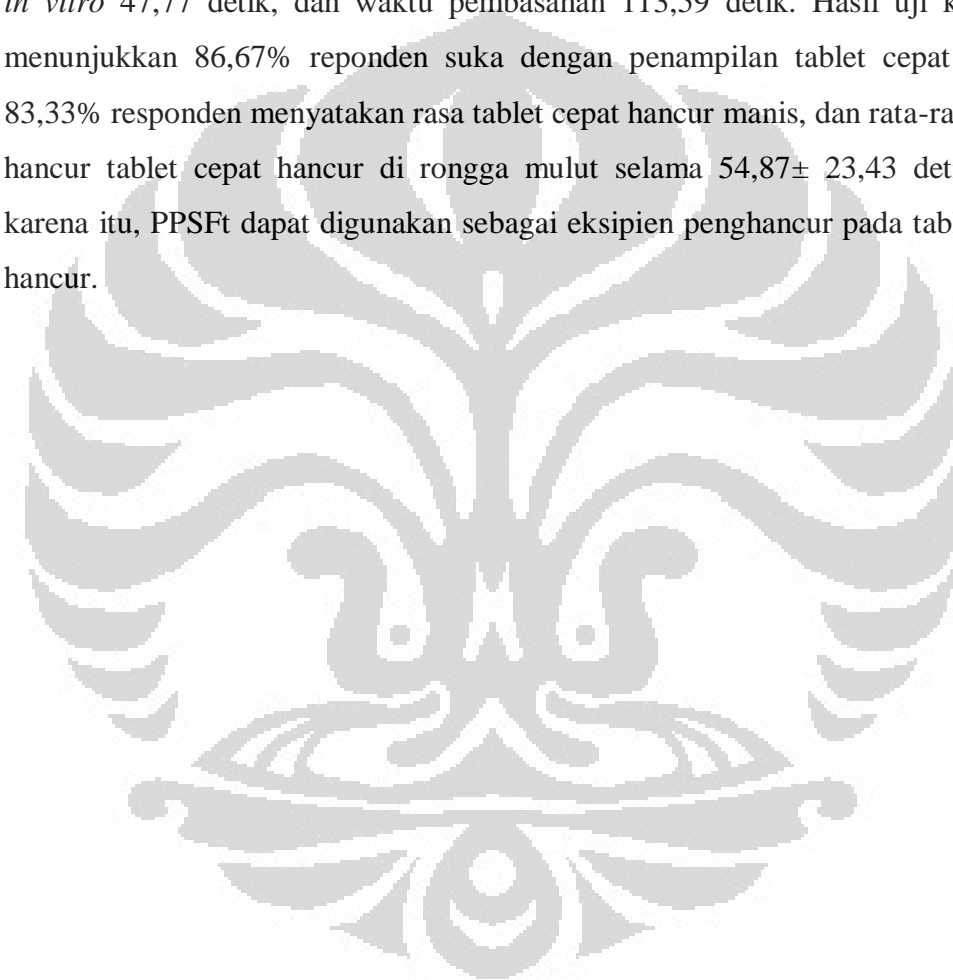 in vitro 47,77 detik, dan waktu pembasahan 113,59 detik. Hasil uji k
menunjukkan 86,67% reponden suka dengan penampilan tablet cepat
83,33% responden menyatakan rasa tablet cepat hancur manis, dan rata-ra
hancur tablet cepat hancur di rongga mulut selama 54,87± 23,43 det
karena itu, PPSFt dapat digunakan sebagai eksipien penghancur pada tab
hancur.